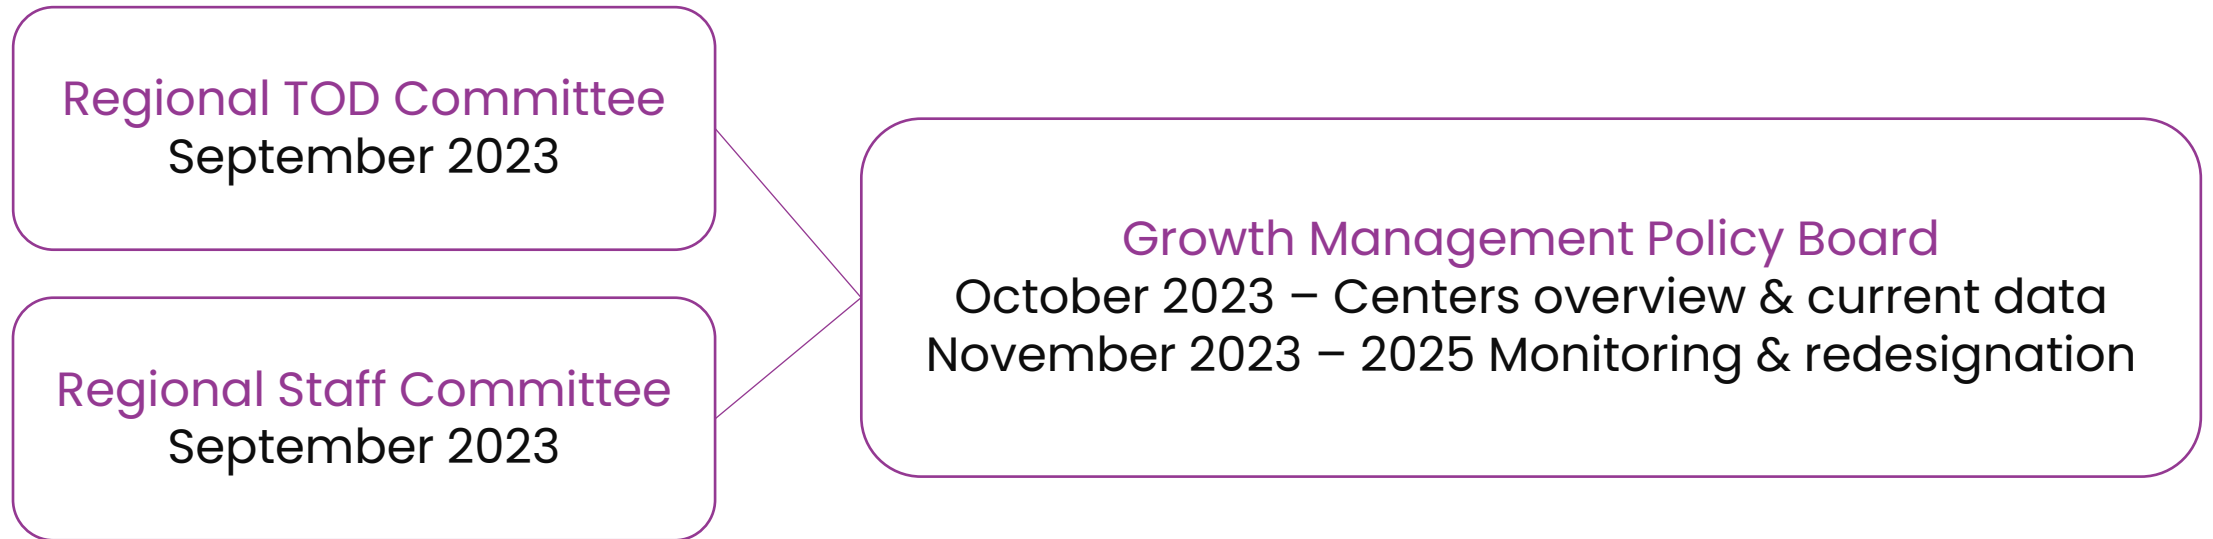 Regional TOD Committee
September 2023
Regional Staff Committee
September 2023
Growth Management Policy Board
October 2023 – Centers overview & current data
November 2023 – 2025 Monitoring & redesignation